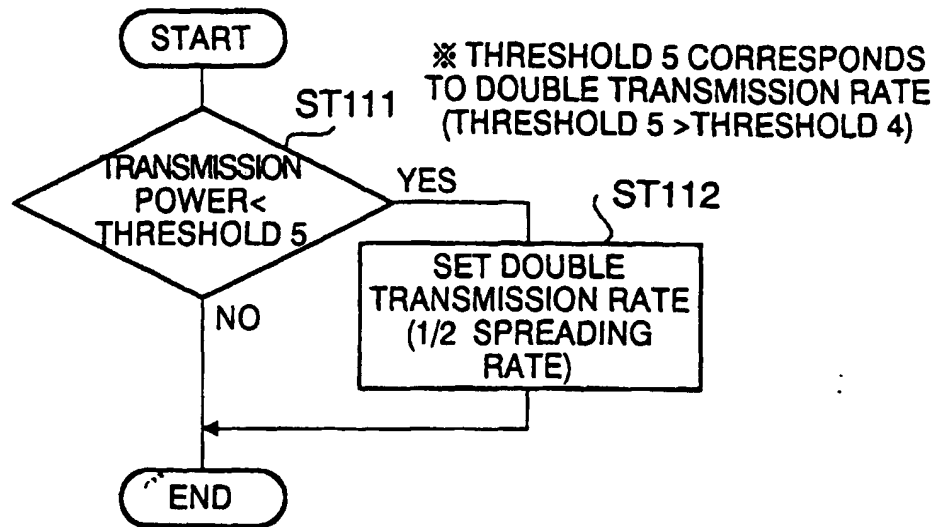 START
※ THRESHOLD 5 CORRESPONDS
TO DOUBLE TRANSMISSION RATE
(THRESHOLD 5 >THRESHOLD 4)
ST111
TRANSMISSION
POWER<
THRESHOLD 5
YES
NO
ST112
SET DOUBLE
TRANSMISSION RATE
(1/2 SPREADING
RATE)
END